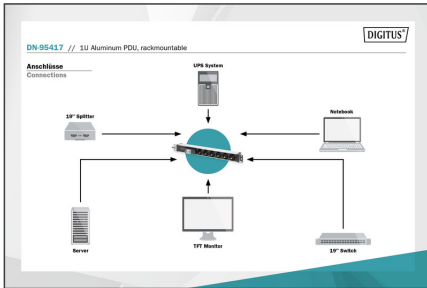 DIGITUS®
DN-95417 // 1U Aluminum PDU, rackmountable
Anschlüsse
Connections
UPS System
19" Splitter
Notebook
Server
TFT Monitor
19" Switch